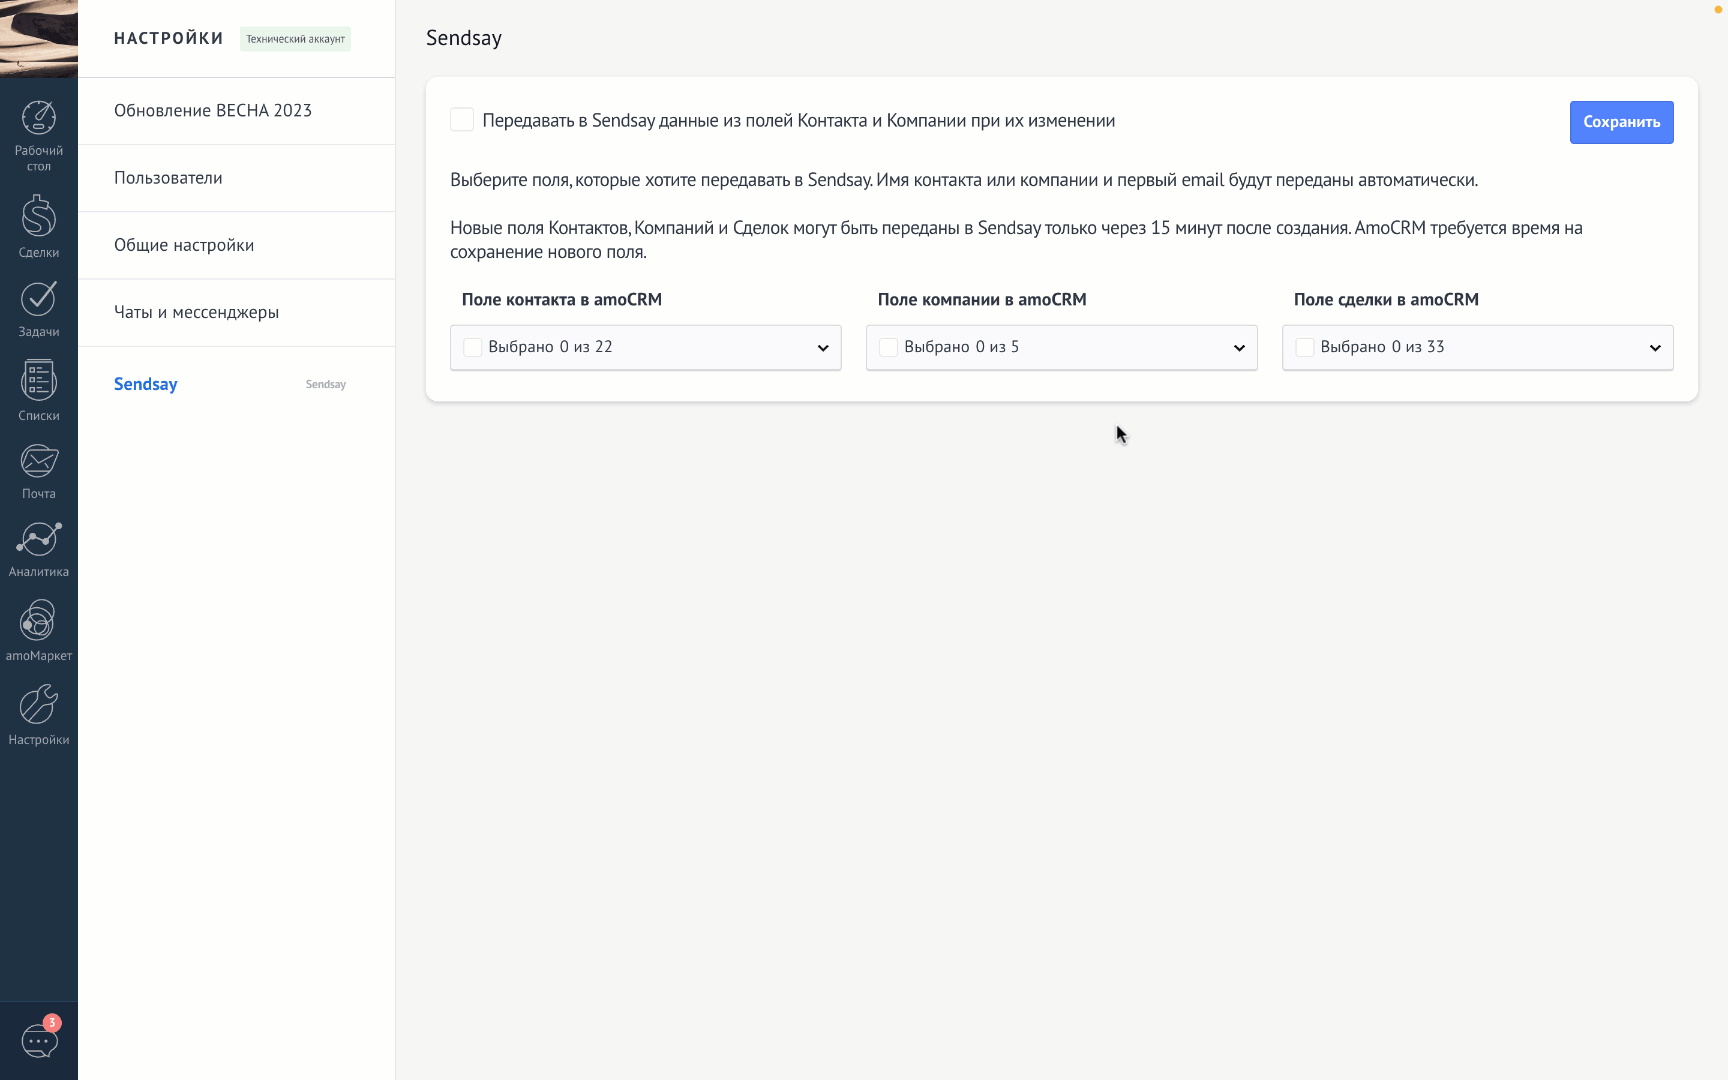 НАСТРОЙКИ
Технический аккаунт
Рабочий
стол
Сделки
Задачи
Списки
Почта
Аналитика
amoМаркет
Настройки
3
Обновление ВЕСНА 2023
Пользователи
Общие настройки
Чаты и мессенджеры
Sendsay Sendsay
Sendsay
Передавать в Sendsay данные из полей Контакта и Компании при их изменении
Сохранить
Выберите поля, которые хотите передавать в Sendsay. Имя контакта или компании и первый email будут переданы автоматически.
Новые поля Контактов, Компаний и Сделок могут быть переданы в Sendsay только через 15 минут после создания. AmoCRM требуется время на
сохранение нового поля.
Поле контакта в amoCRM
Выбрано 0 из 22
Поле компании в amoCRM
Выбрано 0 из 5
Поле сделки в amoCRM
Выбрано 0 из 33